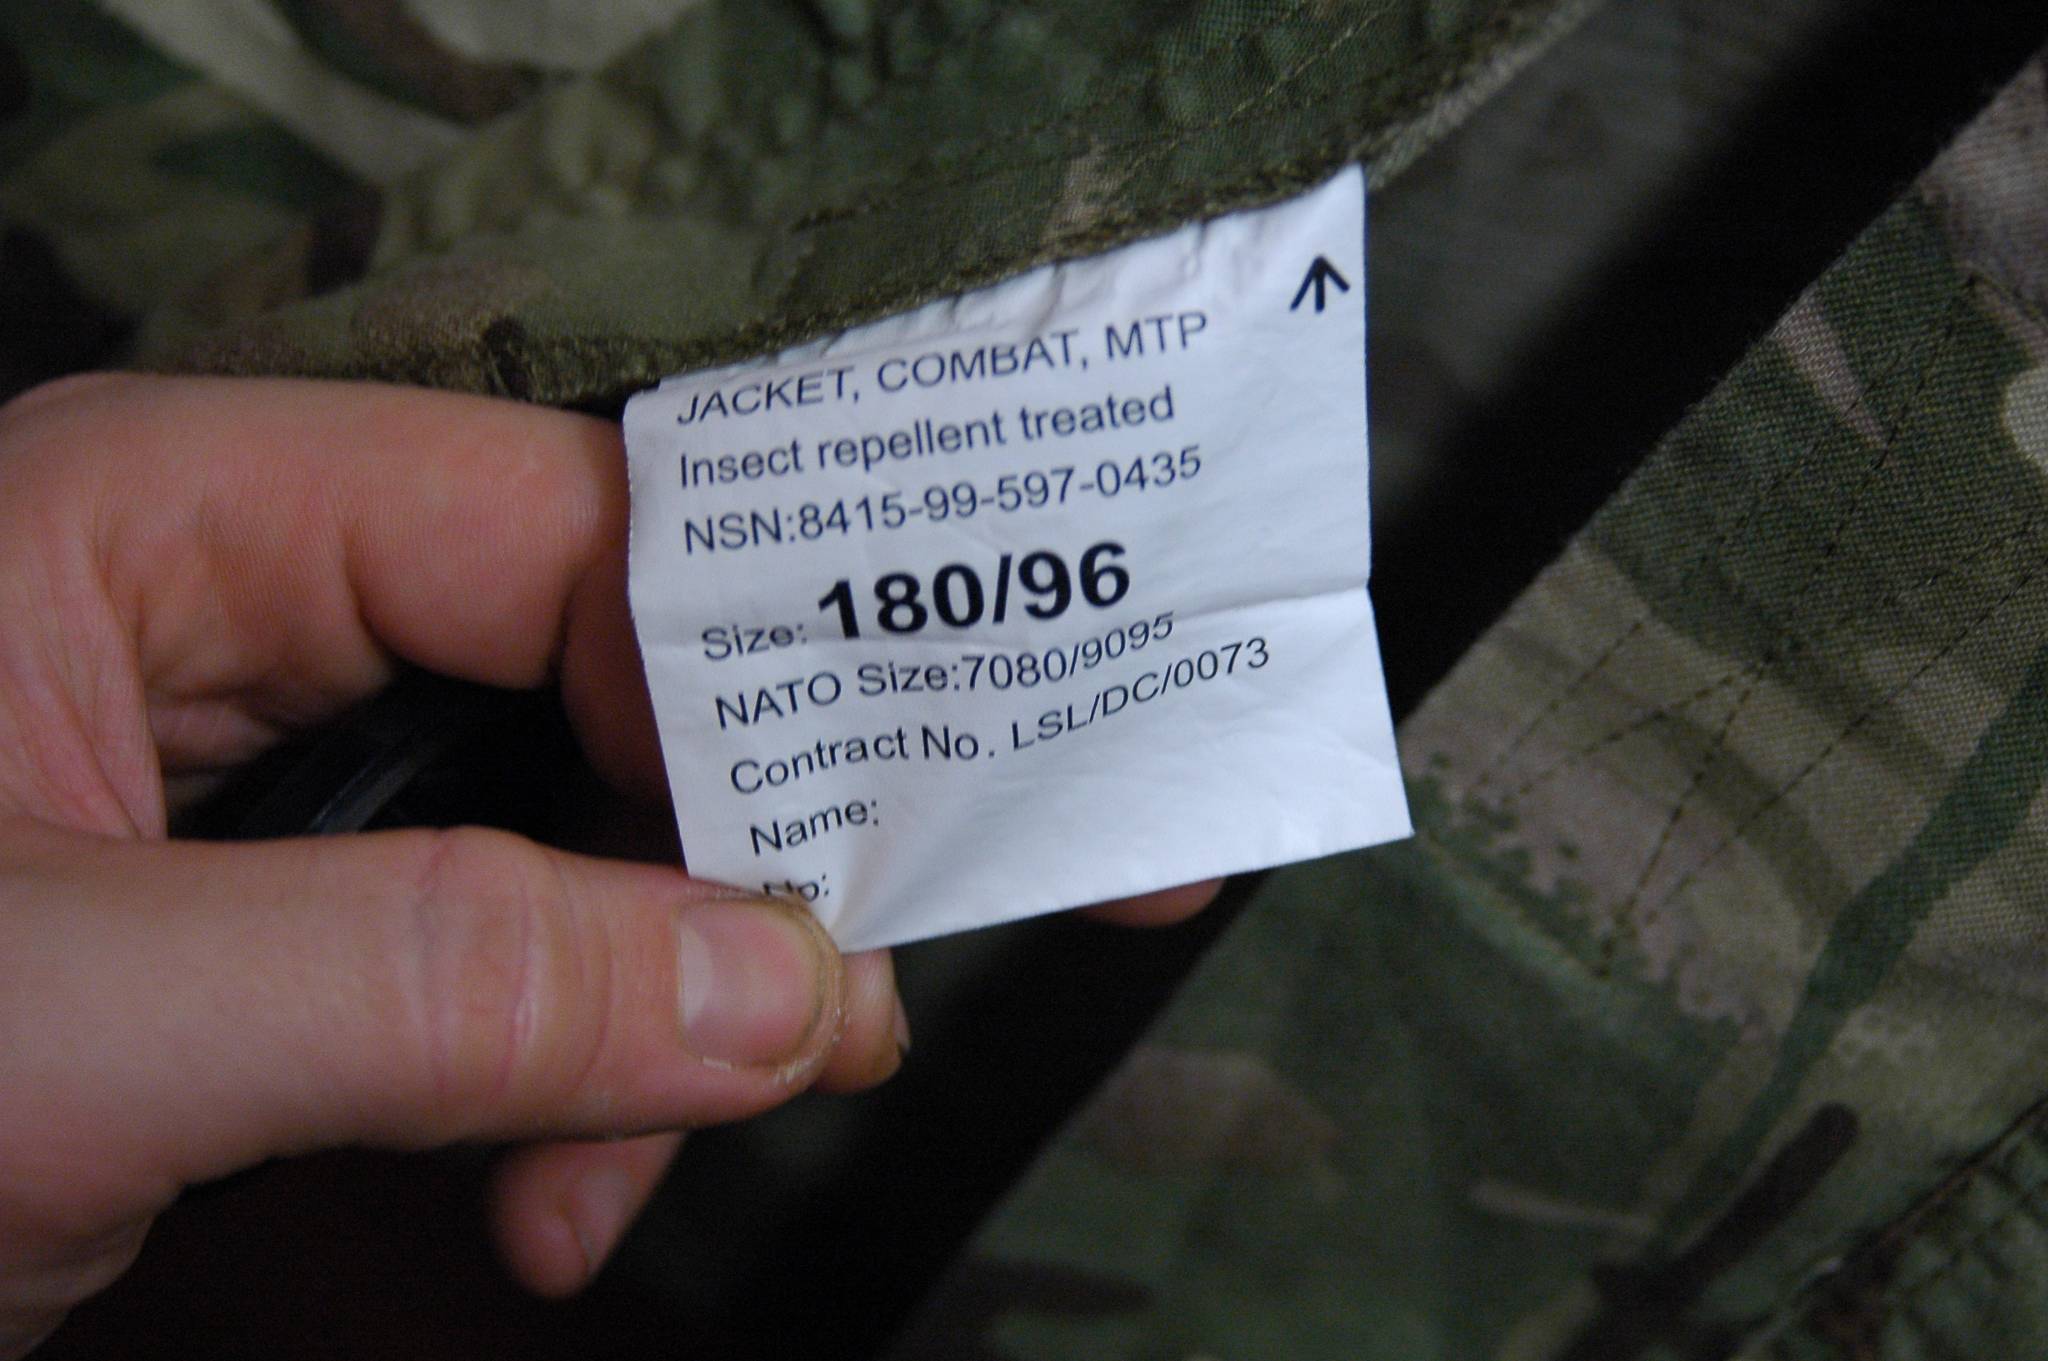 JACKET, COMBAT, MTP
Insect repellent treated
NSN:8415-99-597-0435
Size: 180/96
NATO Size:7080/9095
Contract No. LSL/DC/0073
Name:
No: